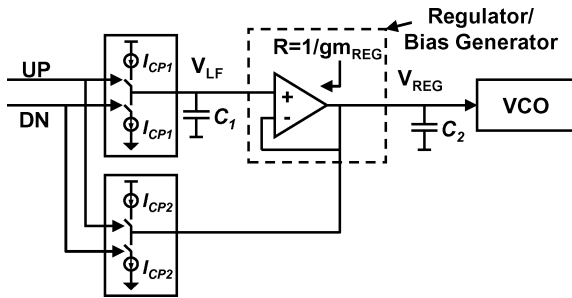 Regulator/
Bias Generator
R=1/gmREG
UP
DN
ICP1
ICP1
VLF
C1
+
-
VREG
C2
VCO
ICP2
ICP2